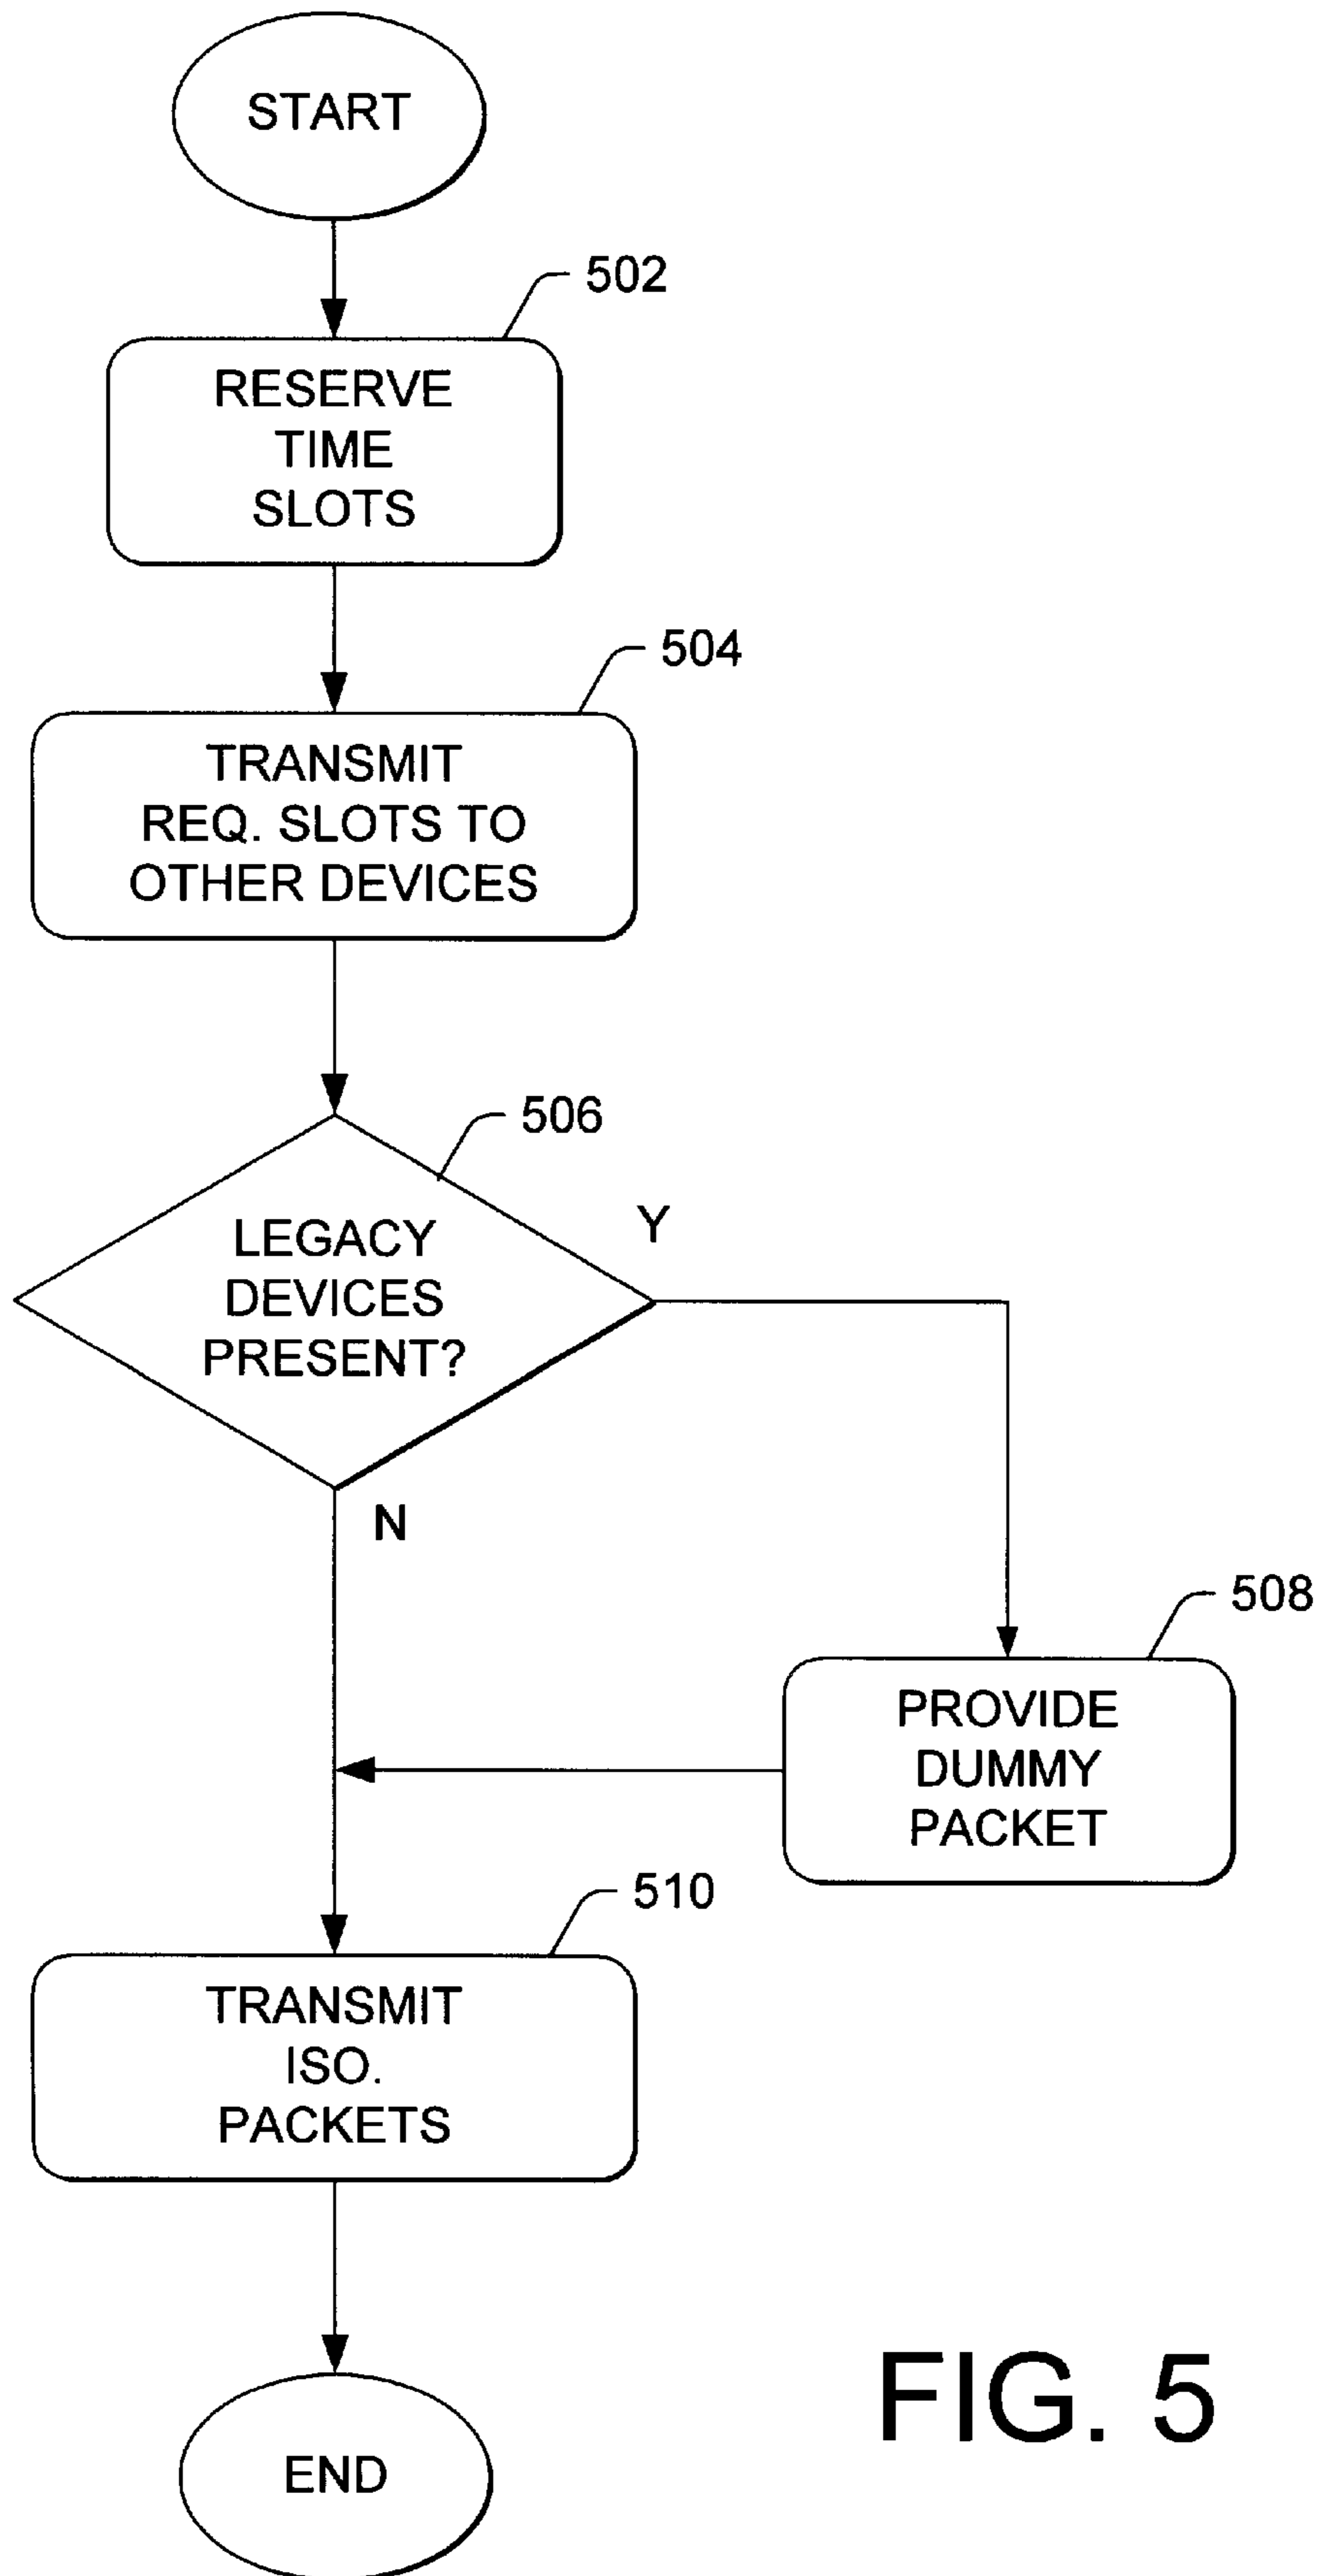 START
502
RESERVE
TIME
SLOTS
504
TRANSMIT
REQ. SLOTS TO
OTHER DEVICES
506
Y
LEGACY
DEVICES
PRESENT?
N
508
PROVIDE
DUMMY
PACKET
510
TRANSMIT
ISO.
PACKETS
END
FIG. 5